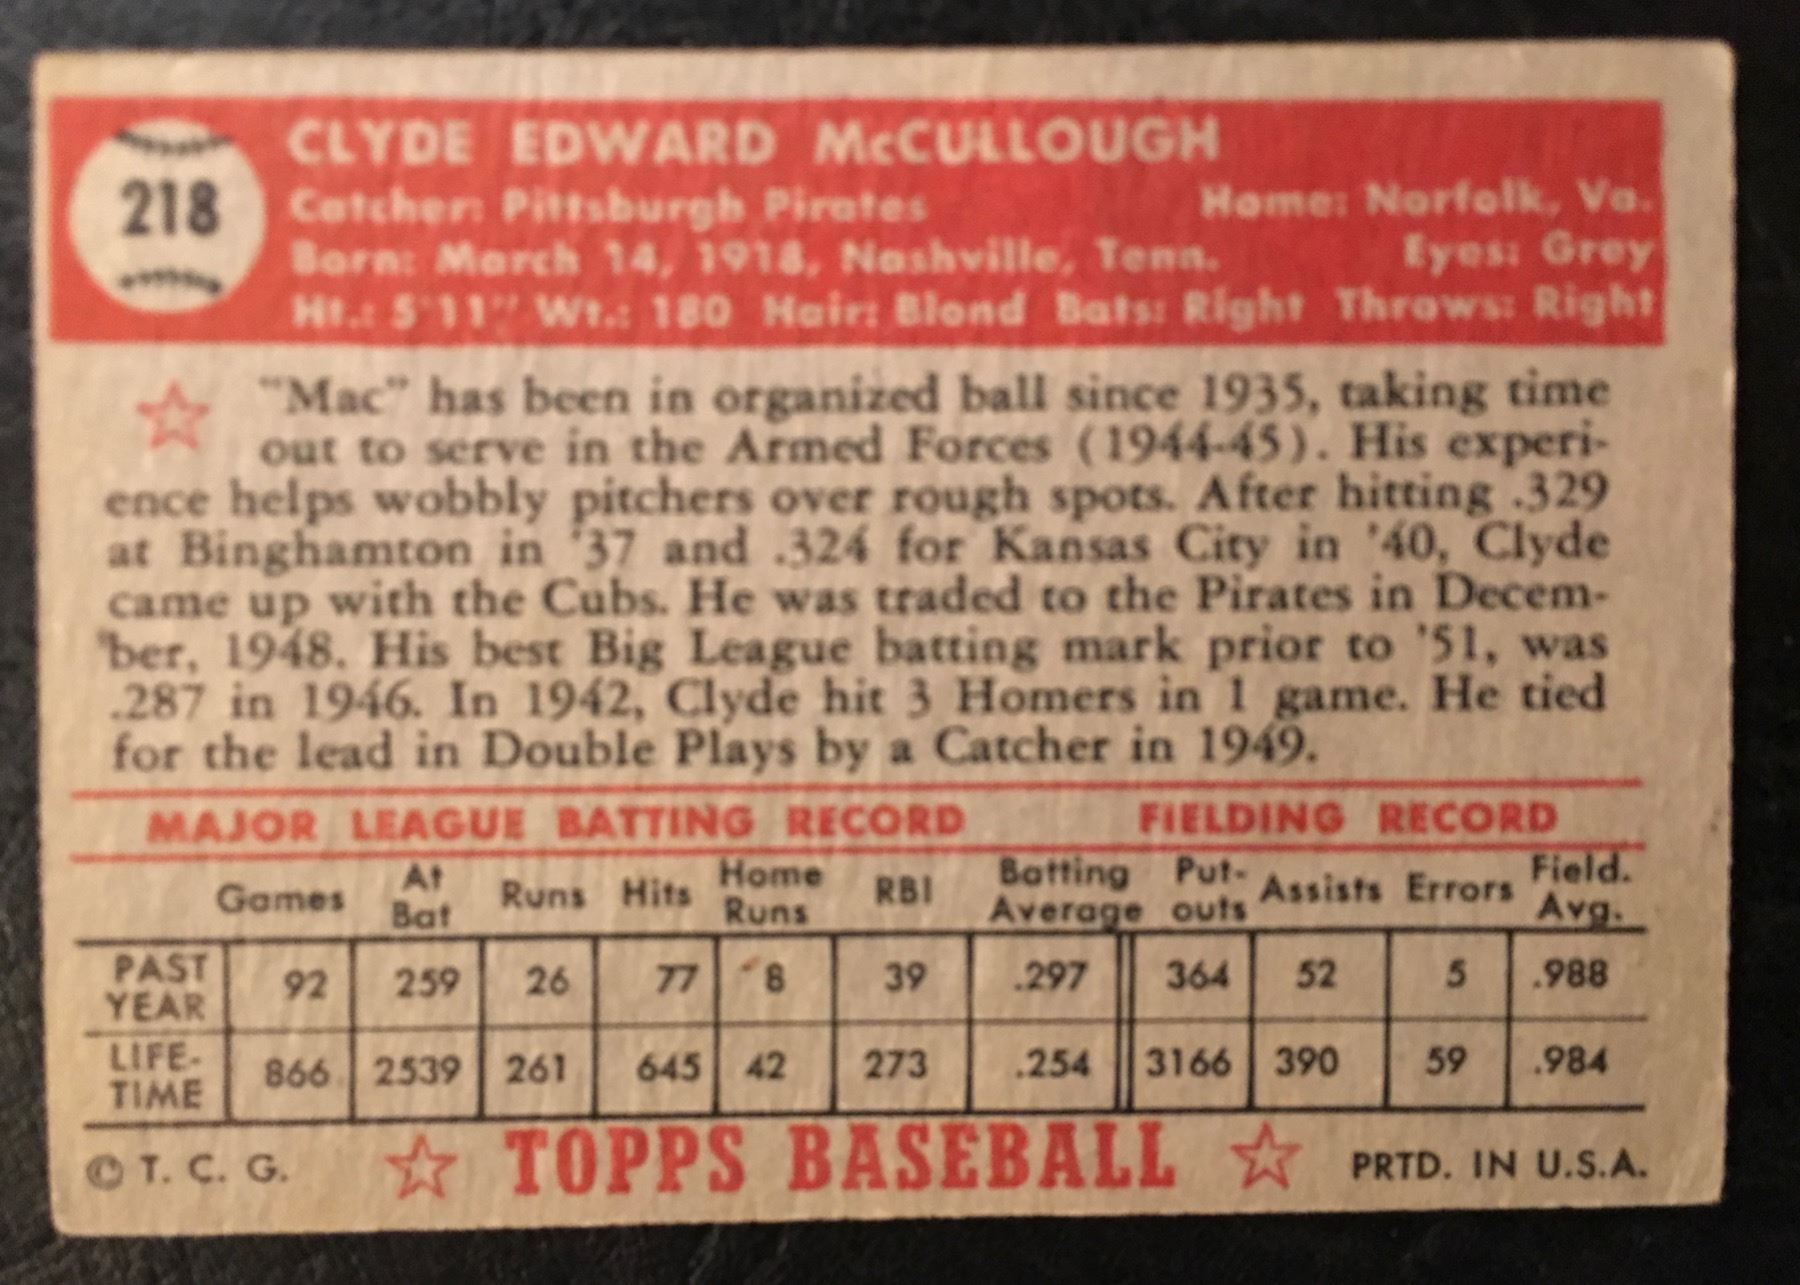 218
CLYDE EDWARD McCULLOUGH
Catcher: Pittsburgh Pirates Home: Norfolk, Va.
Born: March 14, 1918, Nashville, Tenn. Eyes: Grey
Ht.: 5'11" Wt.: 180 Hair: Blond Bats: Right Throws: Right
"Mac" has been in organized ball since 1935, taking time
out to serve in the Armed Forces (1944-45). His experi-
ence helps wobbly pitchers over rough spots. After hitting .329
at Binghamton in '37 and .324 for Kansas City in '40, Clyde
came up with the Cubs. He was traded to the Pirates in Decem-
ber, 1948. His best Big League batting mark prior to '51, was
.287 in 1946. In 1942, Clyde hit 3 Homers in 1 game. He tied
for the lead in Double Plays by a Catcher in 1949.
MAJOR LEAGUE BATTING RECORD FIELDING RECORD
Games At Bat Runs Hits Home Runs RBI Batting Average Put-outs Assists Errors Field. Avg.
PAST YEAR 92 259 26 77 8 39 .297 364 52 5 .988
LIFE-TIME 866 2539 261 645 42 273 .254 3166 390 59 .984
© T. C. G. TOPPS BASEBALL PRTD. IN U.S.A.